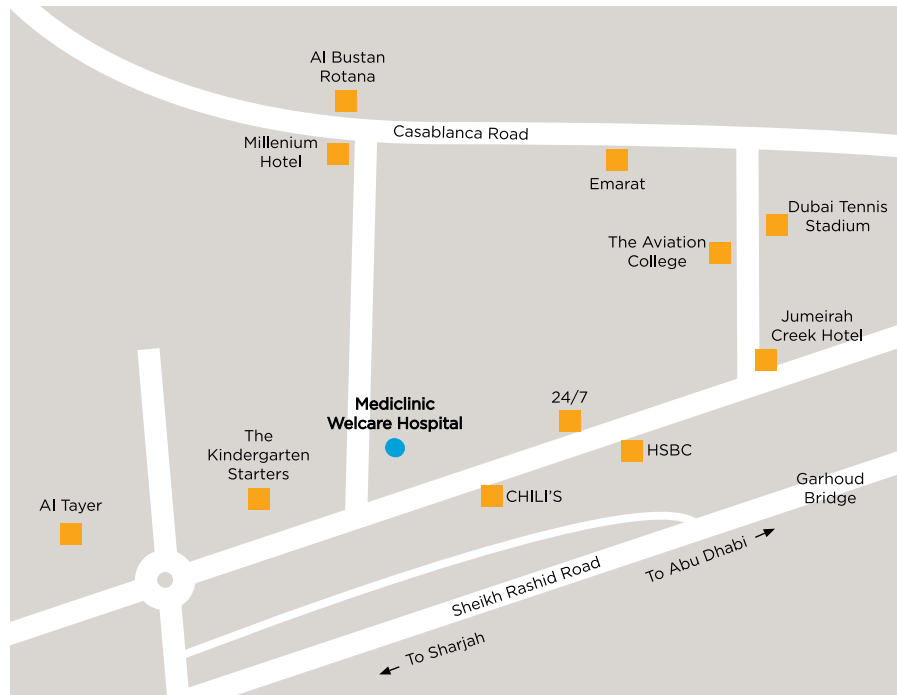 Al Bustan
Rotana
Casablanca Road
Millenium
Hotel
Emarat
Dubai Tennis
Stadium
The Aviation
College
Jumeirah
Creek Hotel
24/7
Mediclinic
Welcare Hospital
The
Kindergarten
Starters
HSBC
Garhoud
Bridge
CHILI'S
Al Tayer
To Abu Dhabi
Sheikh Rashid Road
To Sharjah